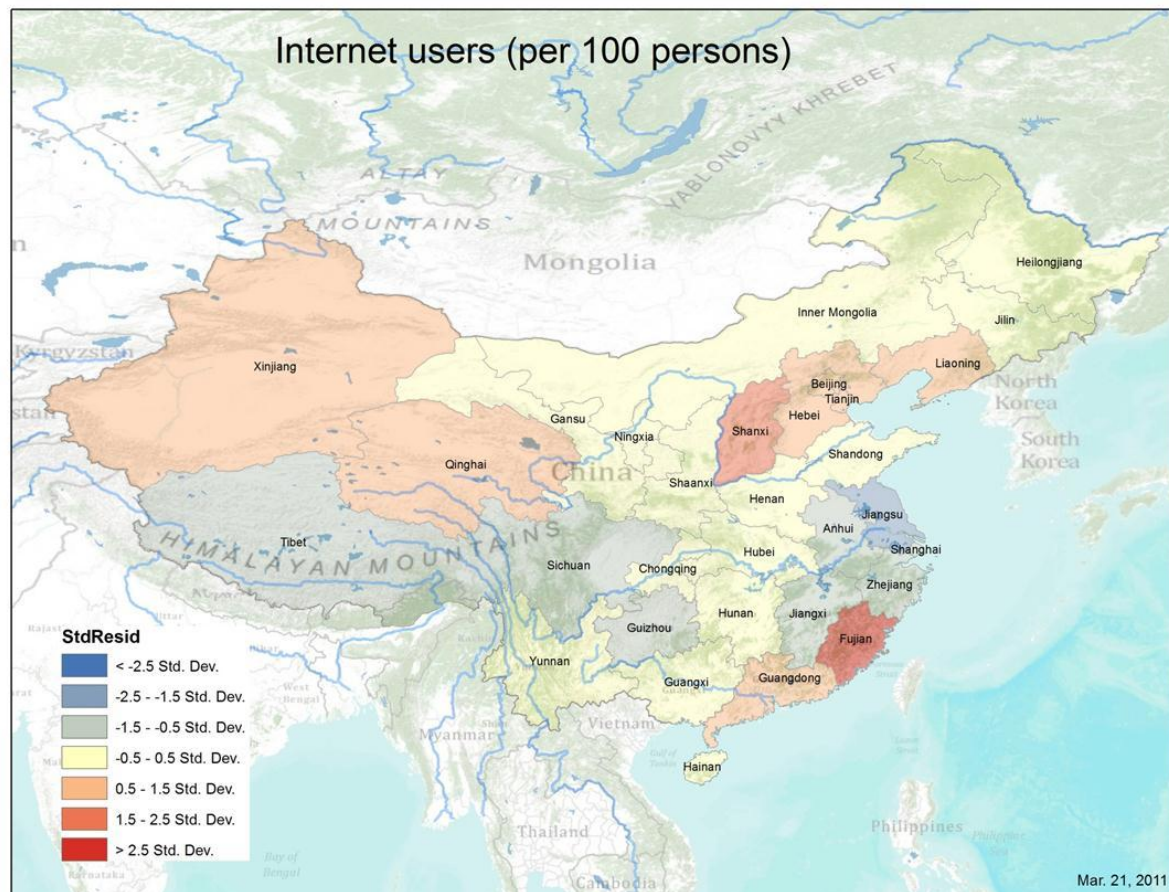 Internet users (per 100 persons)
YABLONOVYY KHREBET
ALTAY
MOUNTAINS
Mongolia
Heilongjiang
Inner Mongolia
Jilin
Kyrgyzstan
Xinjiang
Liaoning
Beijing
Tianjin
North
Korea
Gansu
Hebei
Shanxi
Ningxia
South
Korea
Qinghai
China
Shandong
Shaanxi
Henan
Jiangsu
Anhui
Tibet
HIMALAYAN MOUNTAINS
Sichuan
Hubei
Shanghai
Chongqing
Zhejiang
Hunan
Jiangxi
Guizhou
Fujian
Yunnan
Guangxi
Guangdong
Vietnam
Myanmar
Hainan
Thailand
Philippines
Bay of
Bengal
Cambodia
StdResid
< -2.5 Std. Dev.
-2.5 - -1.5 Std. Dev.
-1.5 - -0.5 Std. Dev.
-0.5 - 0.5 Std. Dev.
0.5 - 1.5 Std. Dev.
1.5 - 2.5 Std. Dev.
> 2.5 Std. Dev.
Mar. 21, 2011